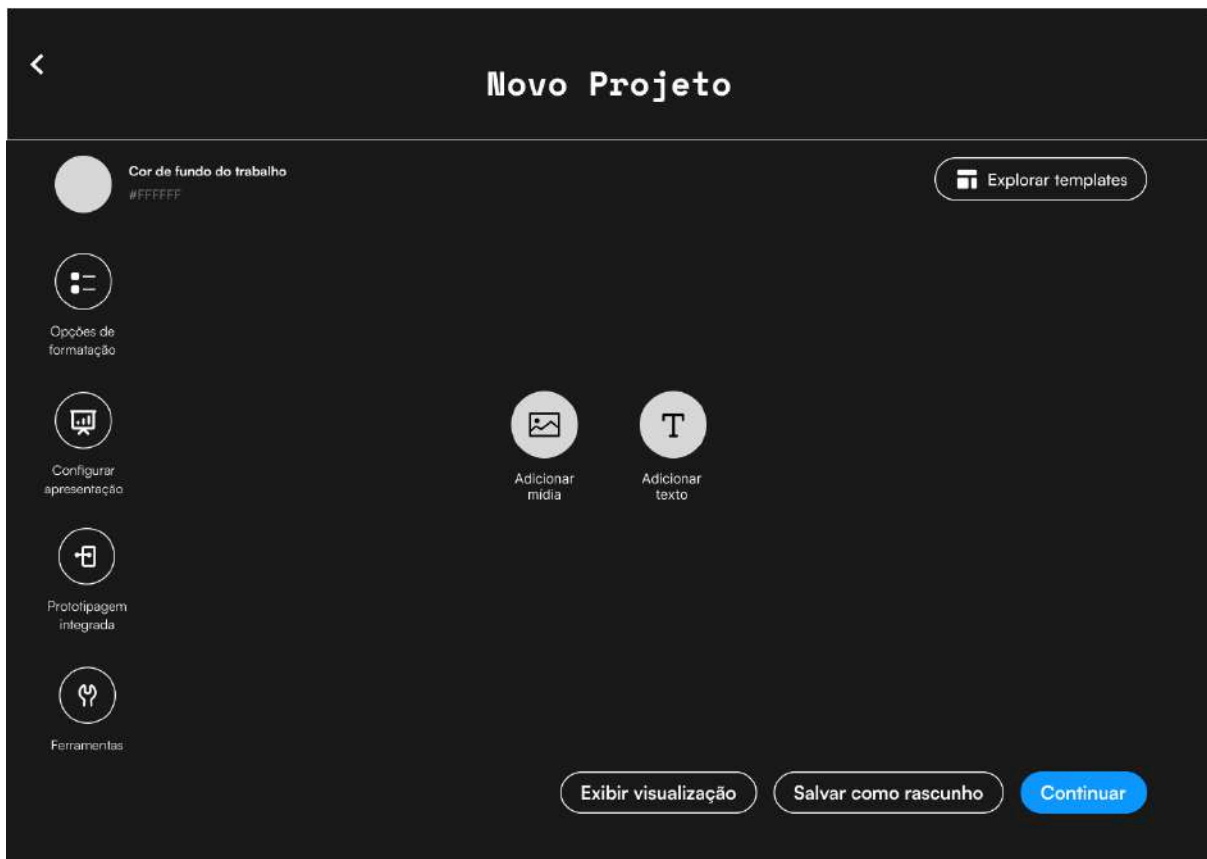 Novo Projeto
Cor de fundo do trabalho
#FFFFFF
Explorar templates
Opções de
formatação
Configurar
apresentação
Prototipagem
integrada
Ferramentas
Adicionar
mídia
T
Adicionar
texto
Exibir visualização
Salvar como rascunho
Continuar